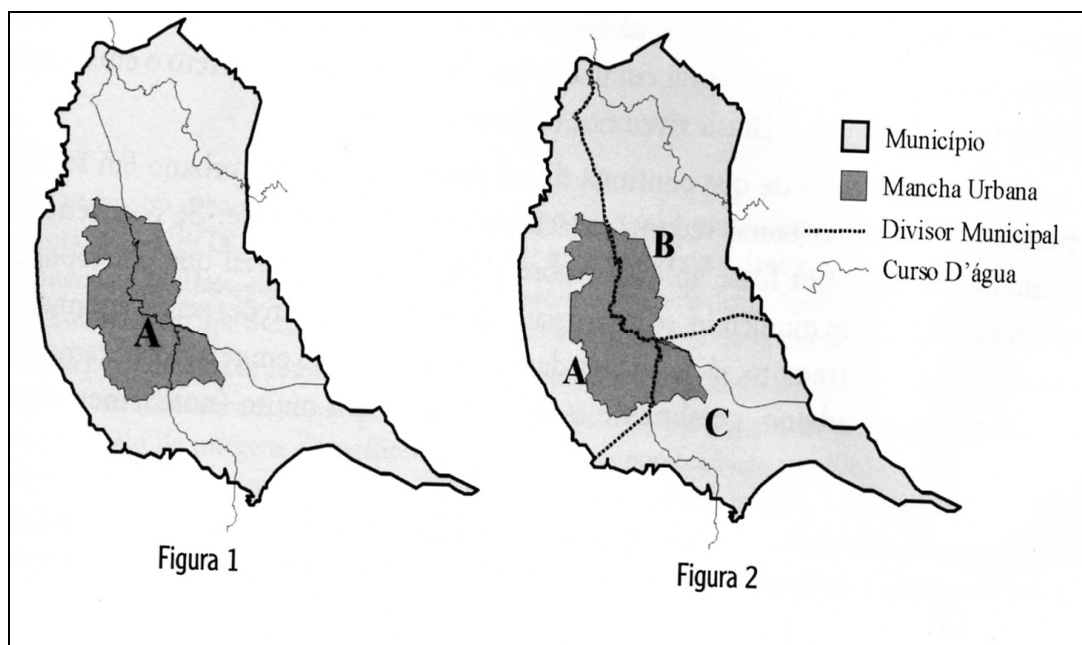 A
Figura 1
B
A
C
Figura 2
Município
Mancha Urbana
Divisor Municipal
Curso D'água